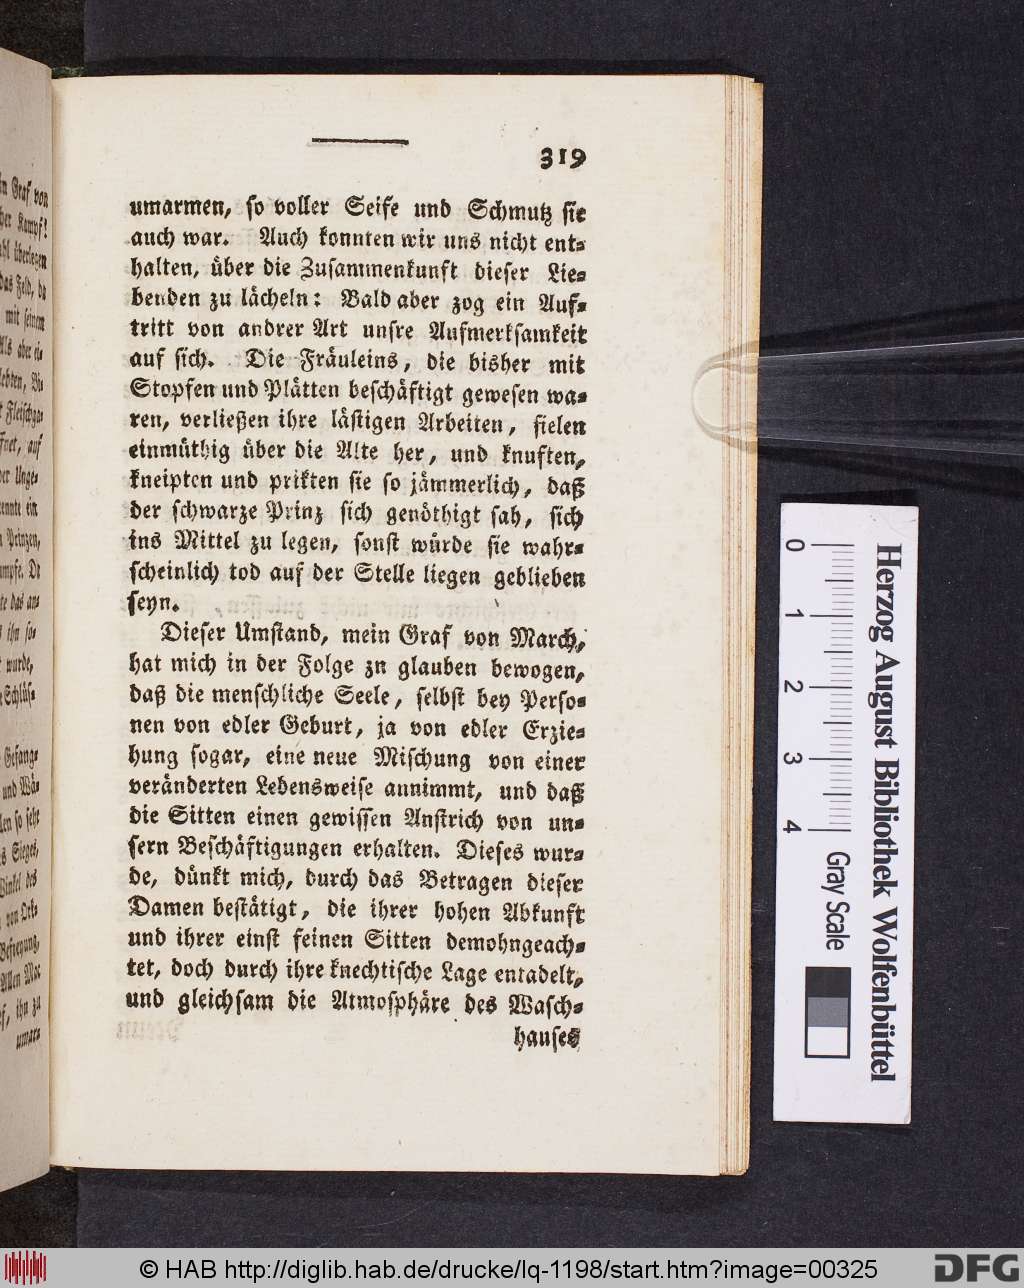 319
umarmen, so voller Seife und Schmutz sie
auch war. Auch konnten wir uns nicht ent-
halten, über die Zusammenkunft dieser Lie-
benden zu lächeln: Bald aber zog ein Auf-
tritt von andrer Art unsre Aufmerksamkeit
auf sich. Die Fräuleins, die bisher mit
Stopfen und Plätten beschäftigt gewesen wa-
ren, verließen ihre lästigen Arbeiten, fielen
einmüthig über die Alte her, und knuften,
kneipten und prikten sie so jämmerlich, daß
der schwarze Prinz sich genöthigt sah, sich
ins Mittel zu legen, sonst würde sie wahr-
scheinlich tod auf der Stelle liegen geblieben
seyn.
Dieser Umstand, mein Graf von March,
hat mich in der Folge zu glauben bewogen,
daß die menschliche Seele, selbst bey Perso-
nen von edler Geburt, ja von edler Erzie-
hung sogar, eine neue Mischung von einer
veränderten Lebensweise annimmt, und daß
die Sitten einen gewissen Anstrich von un-
sern Beschäftigungen erhalten. Dieses wur-
de, dünkt mich, durch das Betragen dieser
Damen bestätigt, die ihrer hohen Abkunft
und ihrer einst feinen Sitten demohngeach-
tet, doch durch ihre knechtische Lage entadelt,
und gleichsam die Atmosphäre des Wasch-
hauses
0 1 2 3 4
Gray Scale
Herzog August Bibliothek Wolfenbüttel
© HAB http://diglib.hab.de/drucke/lq-1198/start.htm?image=00325
DFG